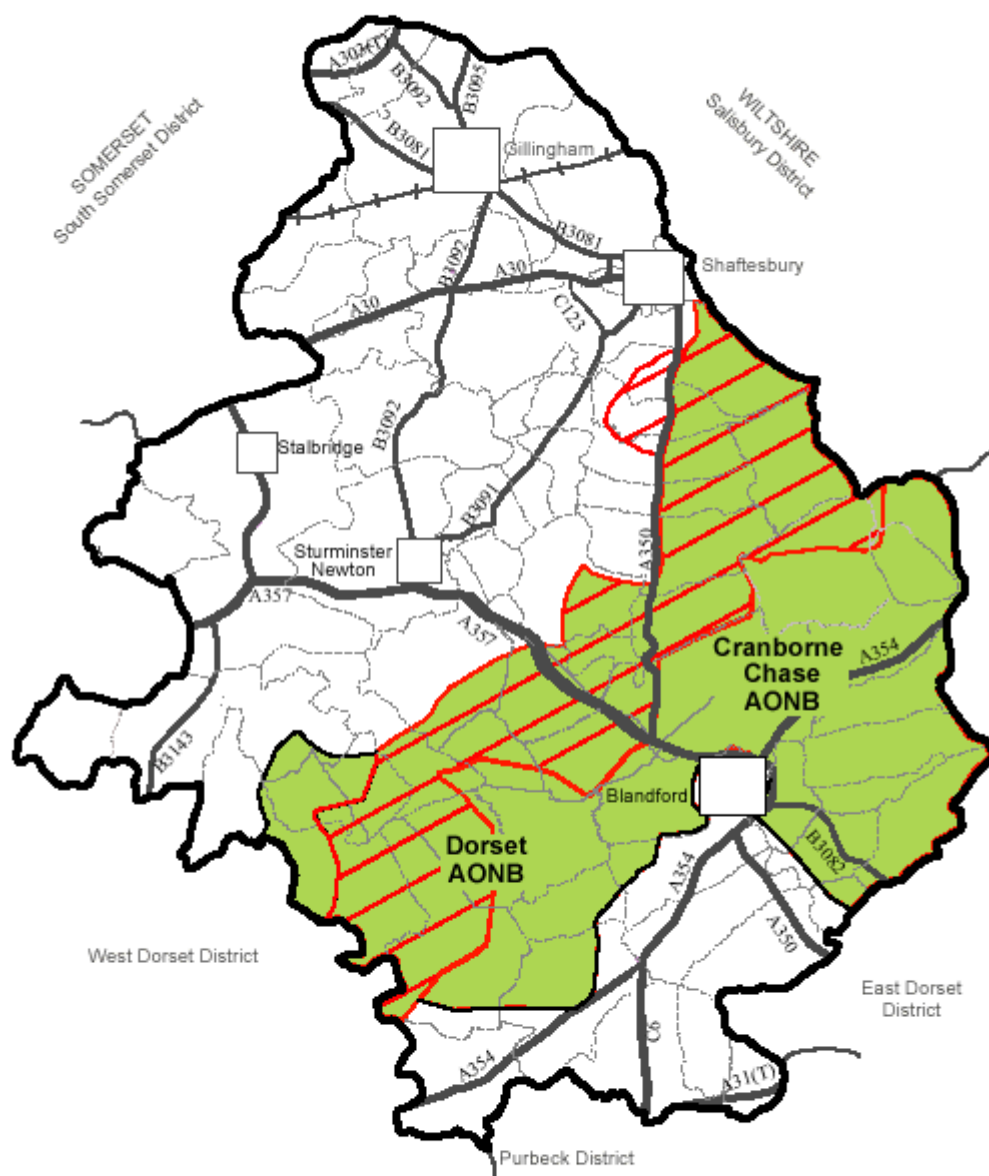 A303(T)
B3092
B3095
SOMERSET
South Somerset District
WILTSHIRE
Salisbury District
B3081
Gillingham
B3092
B3081
A30
A30
C123
Shaftesbury
Stalbridge
B3092
B3091
Sturminster
Newton
A350
A357
A357
Cranborne
Chase
AONB
A354
B3143
Blandford
Dorset
AONB
A354
B3082
A350
West Dorset District
East Dorset
District
C6
A354
A31(T)
Purbeck District